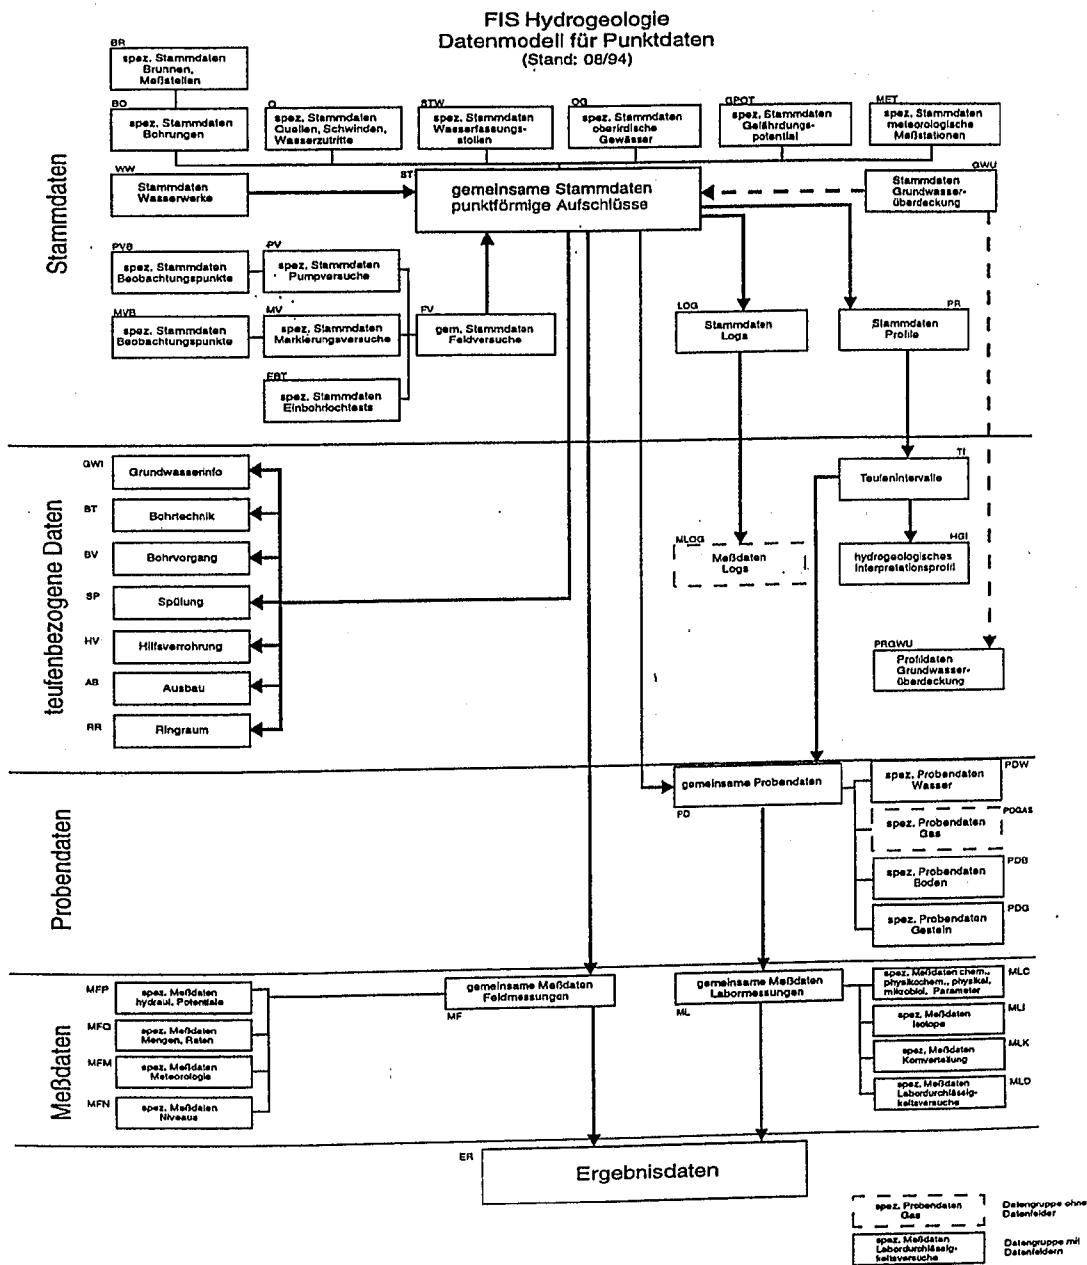 FIS Hydrogeologie
Datenmodell für Punktdaten
(Stand: 08/94)
Stammdaten
BR
spez. Stammdaten
Brunnen,
Meßstellen
BO
spez. Stammdaten
Bohrungen
Q
spez. Stammdaten
Quellen, Schwinden,
Wasserzutritte
STW
spez. Stammdaten
Wasserfassungs-
stollen
OG
spez. Stammdaten
oberirdische
Gewässer
GPOT
spez. Stammdaten
Gefährdungs-
potential
MET
spez. Stammdaten
meteorologische
Meßstationen
WW
Stammdaten
Wasserwerke
ST
gemeinsame Stammdaten
punktförmige Aufschlüsse
GWU
Stammdaten
Grundwasser-
überdeckung
PVB
spez. Stammdaten
Beobachtungspunkte
PV
spez. Stammdaten
Pumpversuche
MVB
spez. Stammdaten
Beobachtungspunkte
MV
spez. Stammdaten
Markierungsversuche
FV
gem. Stammdaten
Feldversuche
EBT
spez. Stammdaten
Einbohrlochtests
LOG
Stammdaten
Logs
PR
Stammdaten
Profile
teufenbezogene Daten
GWI
Grundwasserinfo
BT
Bohrtechnik
BV
Bohrvorgang
SP
Spülung
HV
Hilfsverrohrung
AB
Ausbau
RR
Ringraum
MLOG
Meßdaten
Logs
TI
Teufenintervalle
HGI
hydrogeologisches
Interpretationsprofil
PRGWU
Profildaten
Grundwasser-
überdeckung
Probendaten
gemeinsame Probendaten
PD
PDW
spez. Probendaten
Wasser
PDGAS
spez. Probendaten
Gas
PDB
spez. Probendaten
Boden
PDG
spez. Probendaten
Gestein
Meßdaten
MFP
spez. Meßdaten
hydraul. Potentiale
MFQ
spez. Meßdaten
Mengen, Raten
MFM
spez. Meßdaten
Meteorologie
MFN
spez. Meßdaten
Niveaus
gemeinsame Meßdaten
Feldmessungen
MF
gemeinsame Meßdaten
Labormessungen
ML
MLC
spez. Meßdaten chem.,
physikochem., physikal,
mikrobiol. Parameter
MLI
spez. Meßdaten
Isotope
MLK
spez. Meßdaten
Kornverteilung
MLD
spez. Meßdaten
Labordurchlässig-
keitsversuche
ER
Ergebnisdaten
spez. Probendaten
Gas
Datengruppe ohne
Datenfelder
spez. Meßdaten
Labordurchlässig-
keitsversuche
Datengruppe mit
Datenfeldern